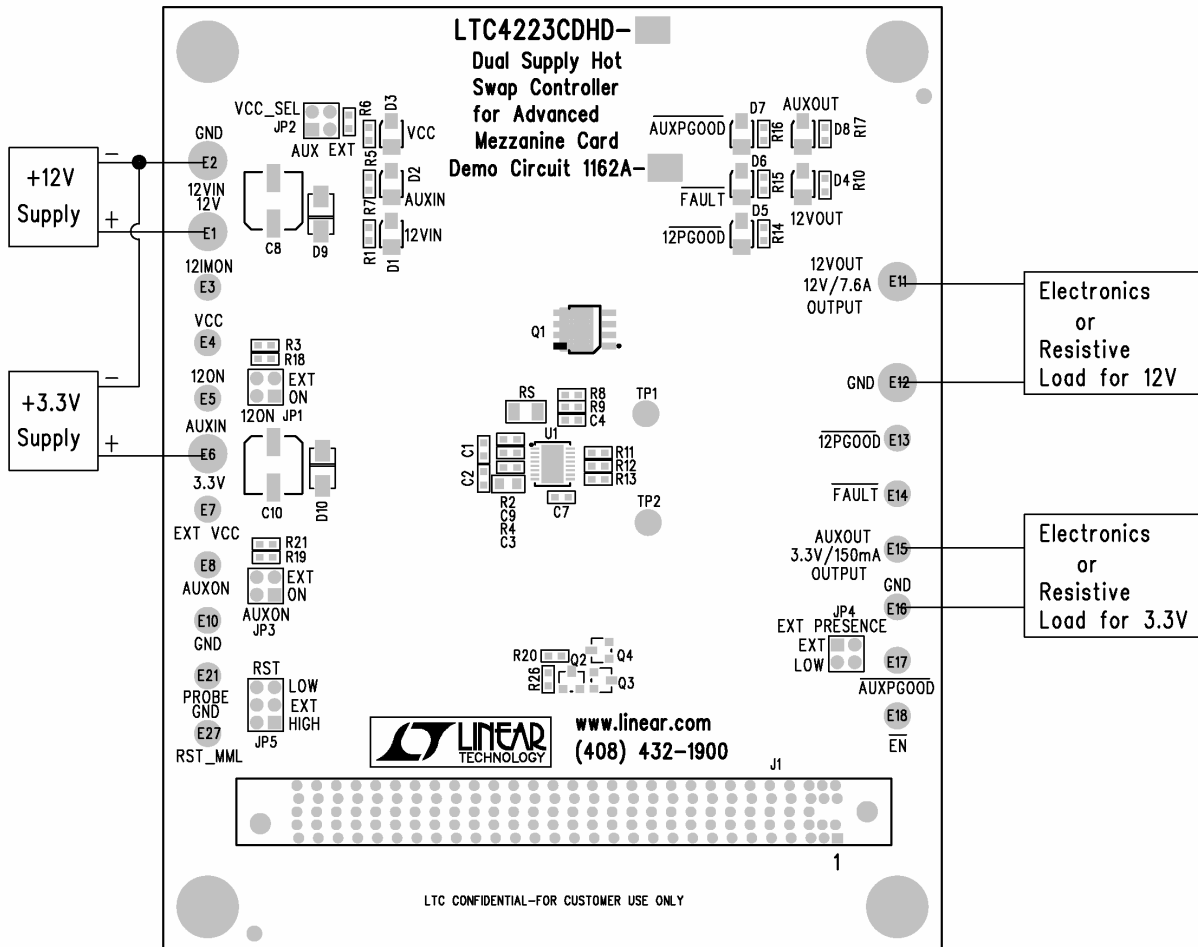 LTC4223CDHD-
Dual Supply Hot
Swap Controller
for Advanced
Mezzanine Card
Demo Circuit 1162A-
VCC_SEL
JP2
AUX EXT
R6
D3
VCC
R5
D2
AUXIN
R7
12VIN
R1
D1
GND
E2
12VIN
12V
E1
C8
D9
+12V
Supply
-
+
D7
AUXOUT
AUXPGOOD
R16
D8
R17
D6
FAULT
R15
D4
R10
D5
12VOUT
12PGOOD
R14
12IMON
E3
VCC
E4
12ON
E5
AUXIN
E6
3.3V
E7
EXT VCC
E8
AUXON
E10
GND
E21
PROBE
GND
E27
RST_MML
+3.3V
Supply
-
+
R3
R18
EXT
ON
12ON JP1
C10
D10
R21
R19
EXT
ON
AUXON
JP3
RST
LOW
EXT
HIGH
JP5
Q1
RS
R8
R9
C4
TP1
U1
C1
C2
R11
R12
R13
R2
C9
R4
C3
C7
TP2
12VOUT
12V/7.6A
OUTPUT
E11
GND
E12
12PGOOD
E13
FAULT
E14
AUXOUT
3.3V/150mA
OUTPUT
E15
GND
E16
JP4
EXT PRESENCE
EXT
LOW
E17
AUXPGOOD
E18
EN
Electronics
or
Resistive
Load for 12V
Electronics
or
Resistive
Load for 3.3V
R20
Q2
Q4
R26
Q3
LINEAR
TECHNOLOGY
www.linear.com
(408) 432-1900
J1
1
LTC CONFIDENTIAL-FOR CUSTOMER USE ONLY